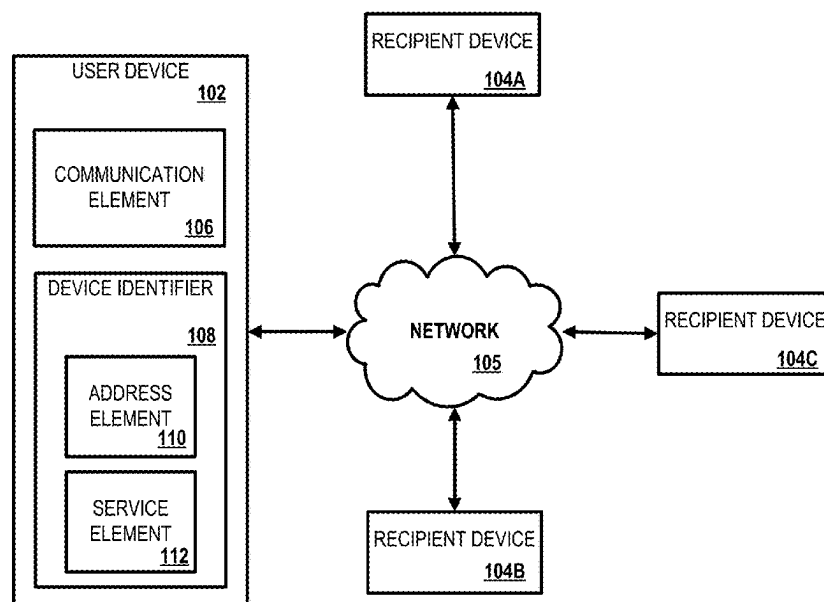 USER DEVICE
102
COMMUNICATION
ELEMENT
106
DEVICE IDENTIFIER
108
ADDRESS
ELEMENT
110
SERVICE
ELEMENT
112
RECIPIENT DEVICE
104A
NETWORK
105
RECIPIENT DEVICE
104C
RECIPIENT DEVICE
104B